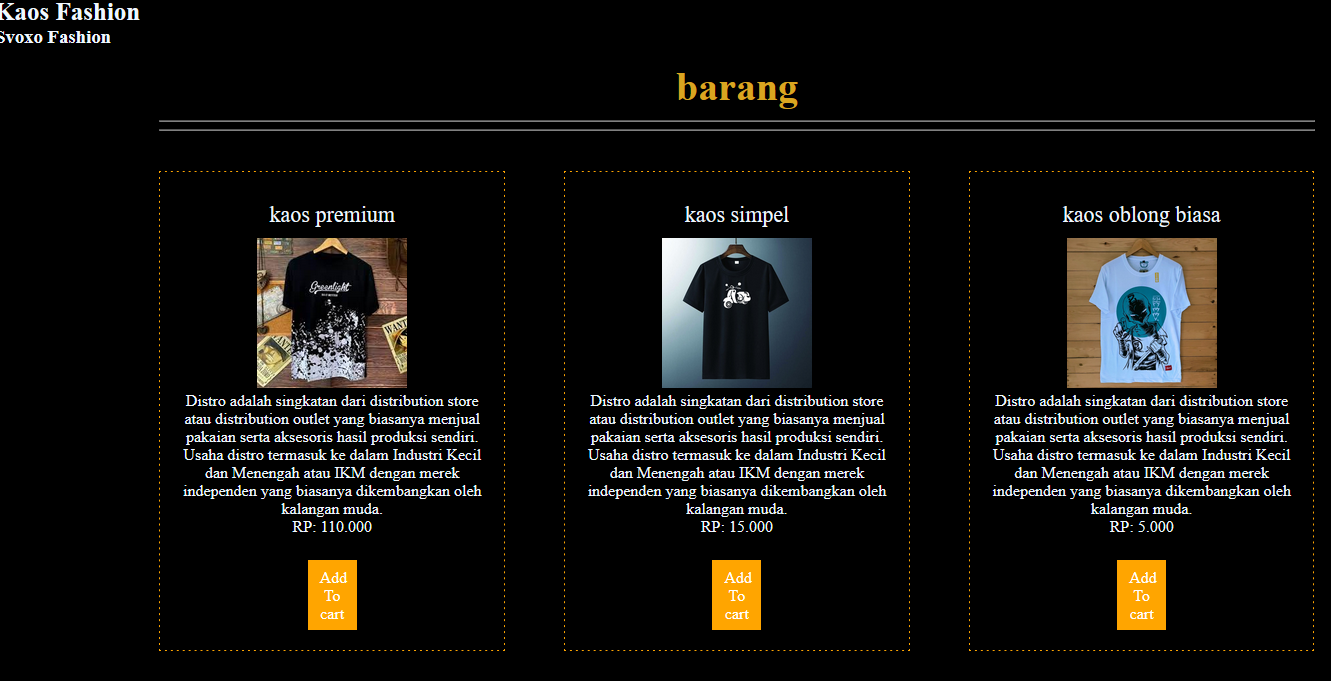 Kaos Fashion
Svoxo Fashion
barang
kaos premium
Greenlight
WANT
Distro adalah singkatan dari distribution store
atau distribution outlet yang biasanya menjual
pakaian serta aksesoris hasil produksi sendiri.
Usaha distro termasuk ke dalam Industri Kecil
dan Menengah atau IKM dengan merek
independen yang biasanya dikembangkan oleh
kalangan muda.
RP: 110.000
Add
To
cart
kaos simpel
Distro adalah singkatan dari distribution store
atau distribution outlet yang biasanya menjual
pakaian serta aksesoris hasil produksi sendiri.
Usaha distro termasuk ke dalam Industri Kecil
dan Menengah atau IKM dengan merek
independen yang biasanya dikembangkan oleh
kalangan muda.
RP: 15.000
Add
To
cart
kaos oblong biasa
Distro adalah singkatan dari distribution store
atau distribution outlet yang biasanya menjual
pakaian serta aksesoris hasil produksi sendiri.
Usaha distro termasuk ke dalam Industri Kecil
dan Menengah atau IKM dengan merek
independen yang biasanya dikembangkan oleh
kalangan muda.
RP: 5.000
Add
To
cart